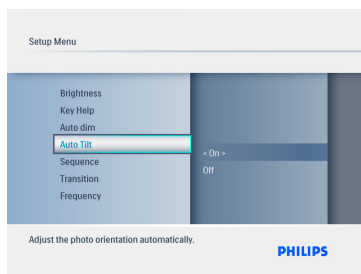 Setup Menu
Brightness
Key Help
Auto dim
Auto Tilt
Sequence
Transition
Frequency
< On >
Off
Adjust the photo orientation automatically.
PHILIPS